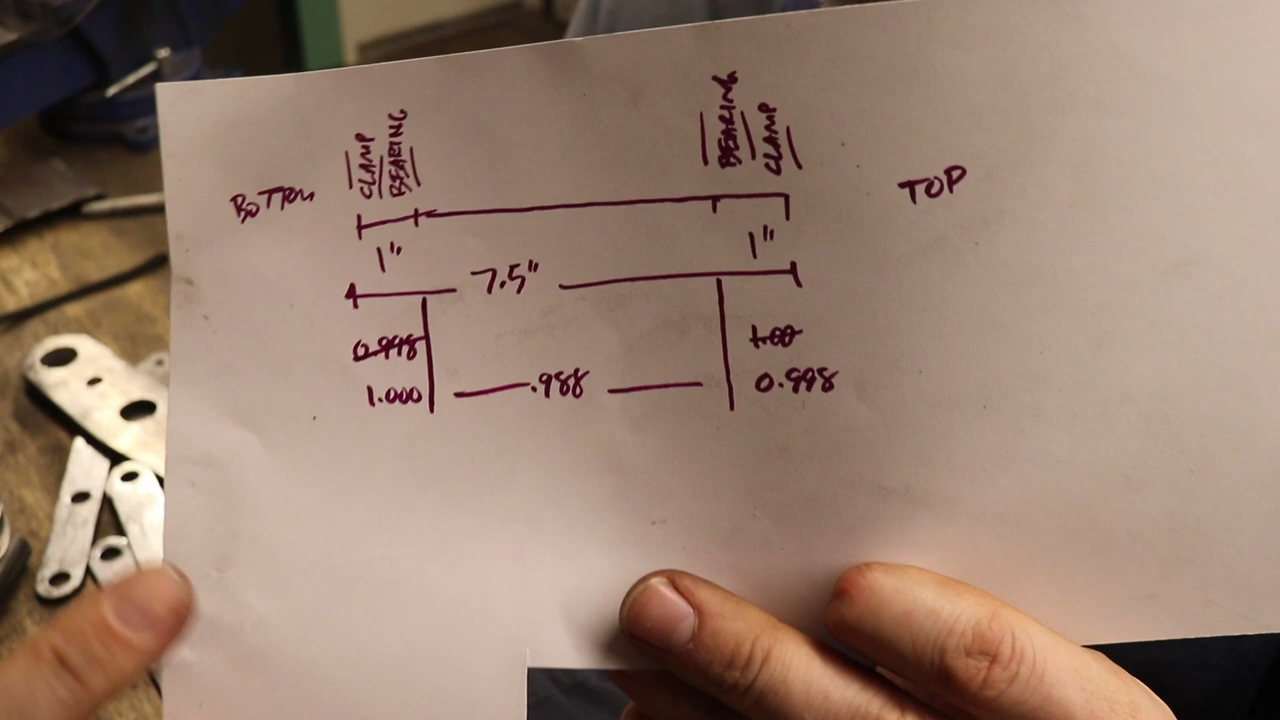 BOTTOM
CLAMP
BEARING
BEARING
CLAMP
TOP
1"
1"
7.5"
0.998
1.00
1.000
.988
0.998